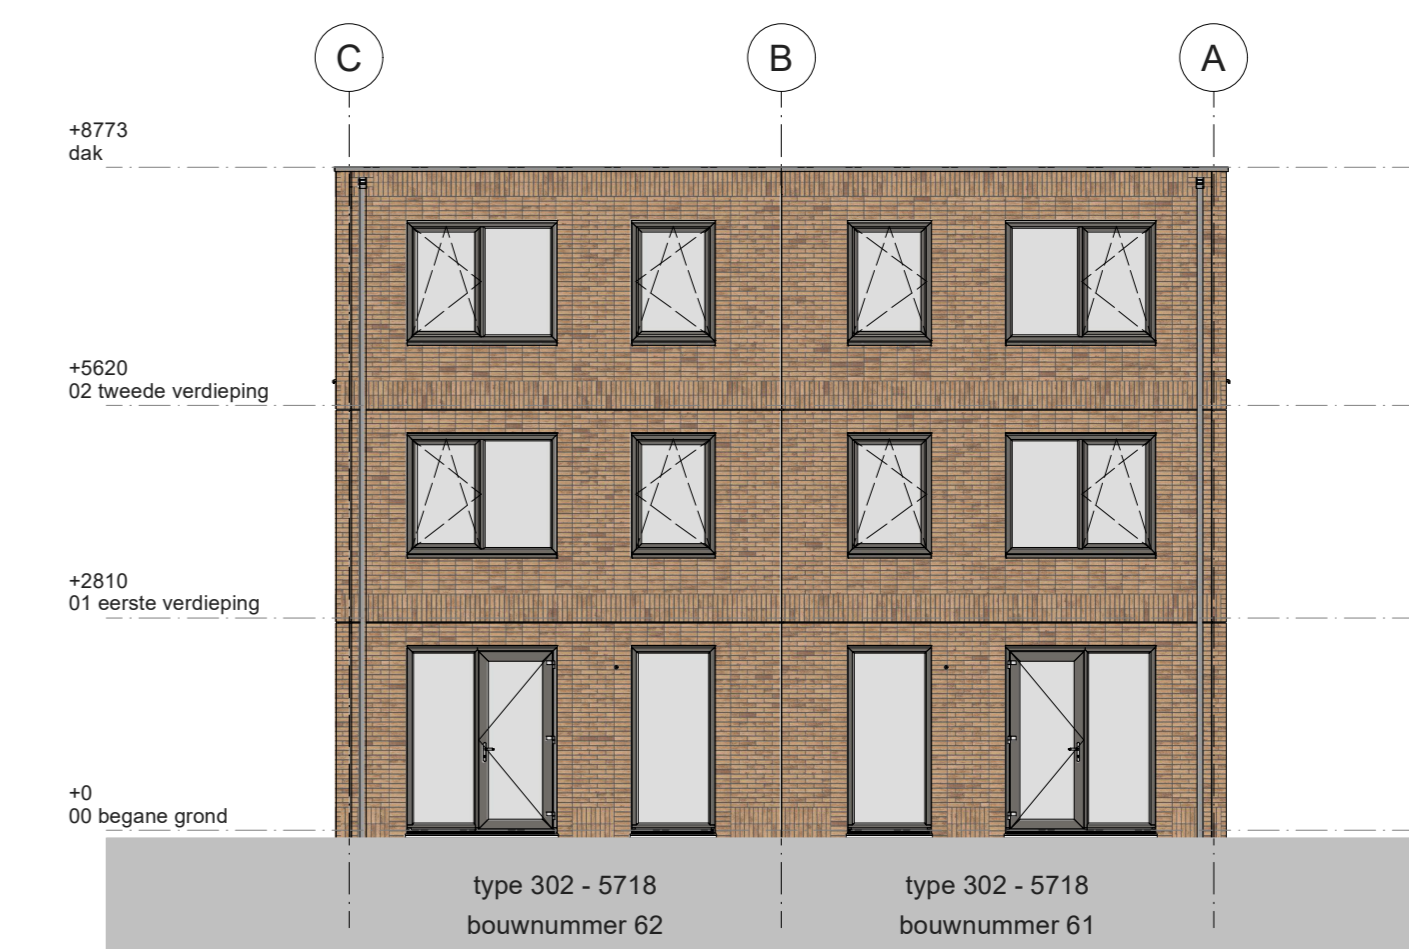 C
B
A
+8773
dak
+5620
02 tweede verdieping
+2810
01 eerste verdieping
+0
00 begane grond
type 302 - 5718
bouwnummer 62
type 302 - 5718
bouwnummer 61